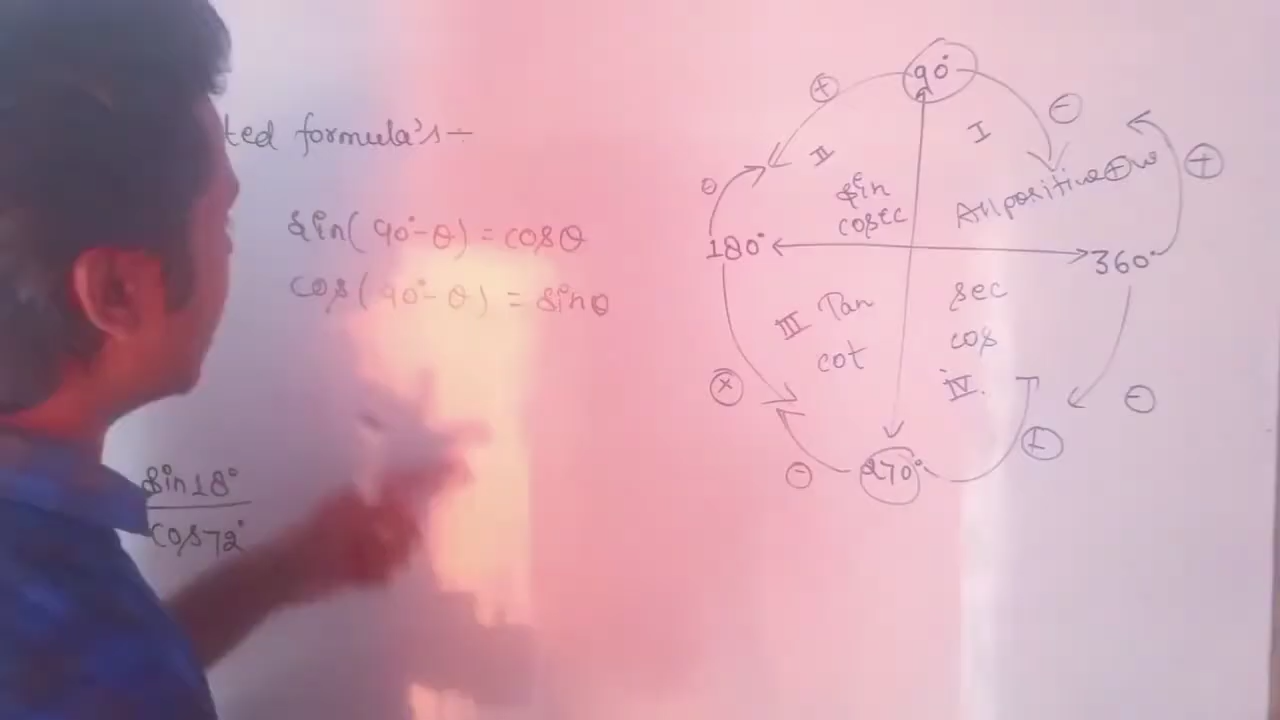 ted formula's ÷
sin(90°-θ) = cosθ
cos(90°-θ) = sinθ
sin18°
cos72°
90°
+
-
II
I
+
-
sin
cosec
All positive +
180°
360°
III Tan
cot
sec
cos
IV.
+
-
-
+
270°